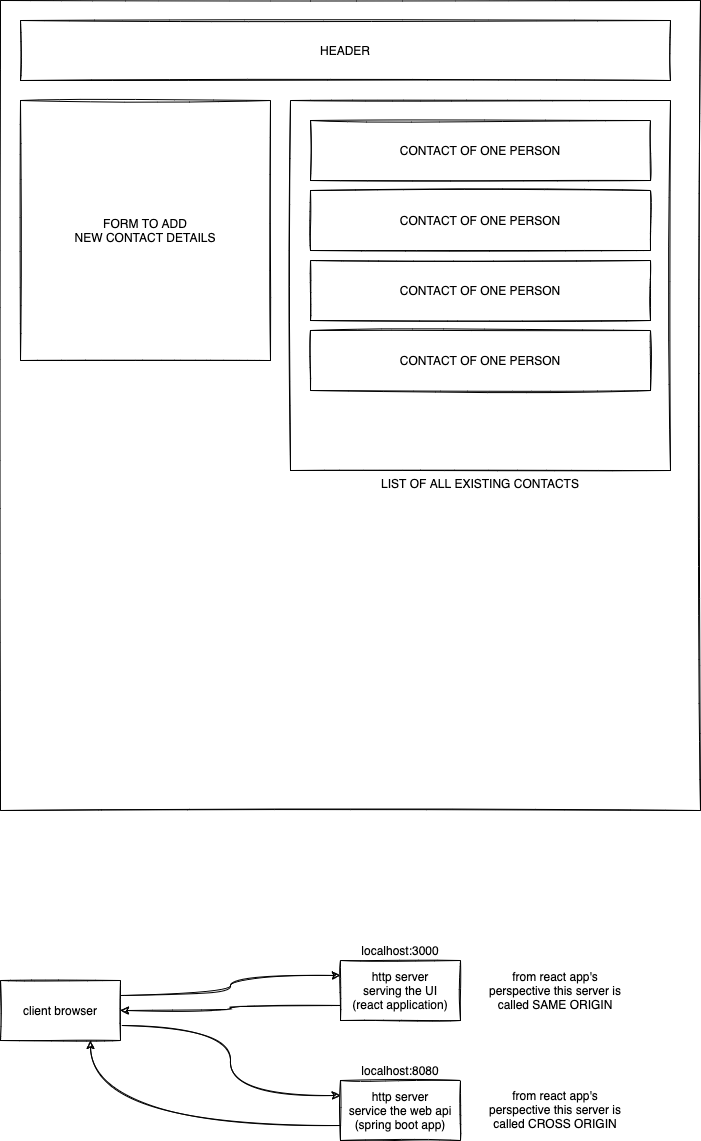 HEADER
FORM TO ADD
NEW CONTACT DETAILS
CONTACT OF ONE PERSON
CONTACT OF ONE PERSON
CONTACT OF ONE PERSON
CONTACT OF ONE PERSON
LIST OF ALL EXISTING CONTACTS
client browser
localhost:3000
http server
serving the UI
(react application)
from react app's
perspective this server is
called SAME ORIGIN
localhost:8080
http server
service the web api
(spring boot app)
from react app's
perspective this server is
called CROSS ORIGIN